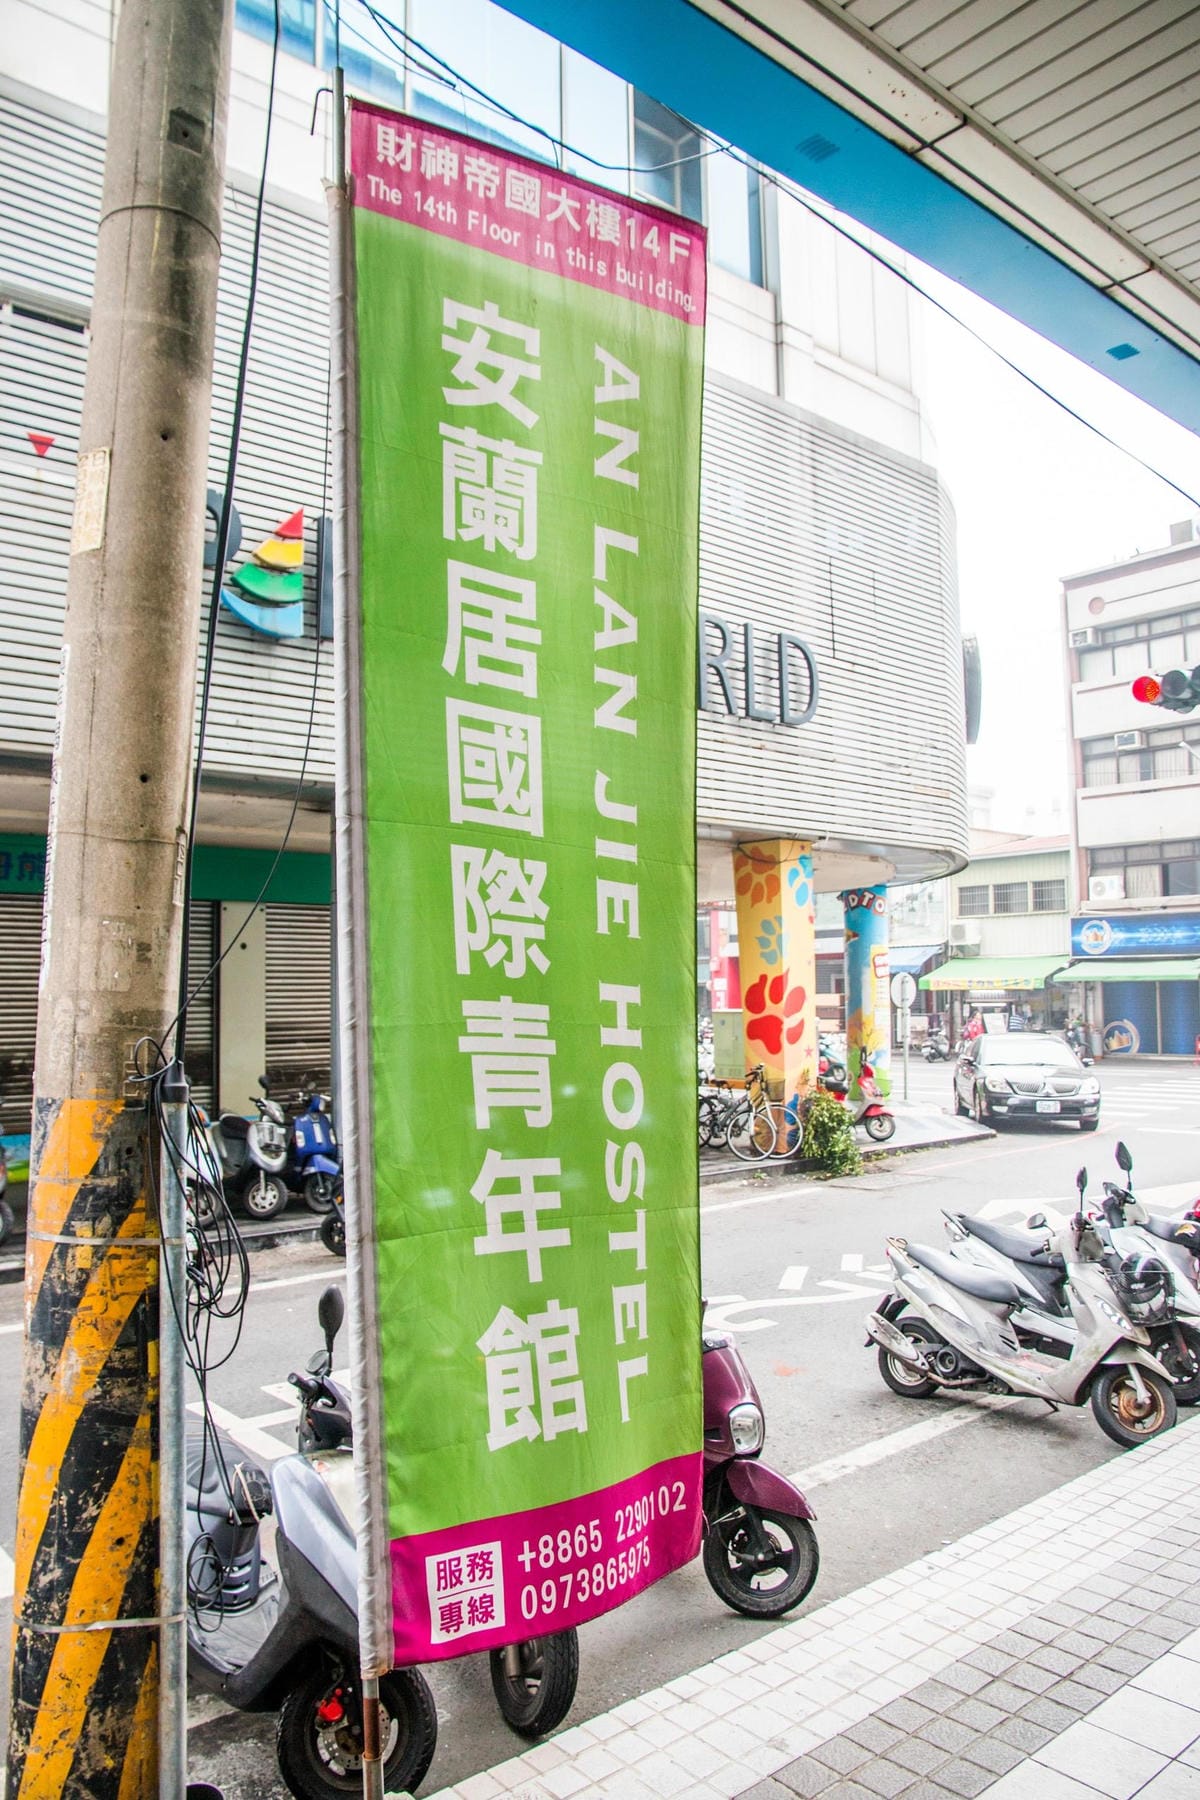 財神帝國大樓14F
The 14th Floor in this building.
安蘭居國際青年館
AN LAN JIE HOSTEL
服務
專線
+8865 2290102
0973865975
RLD